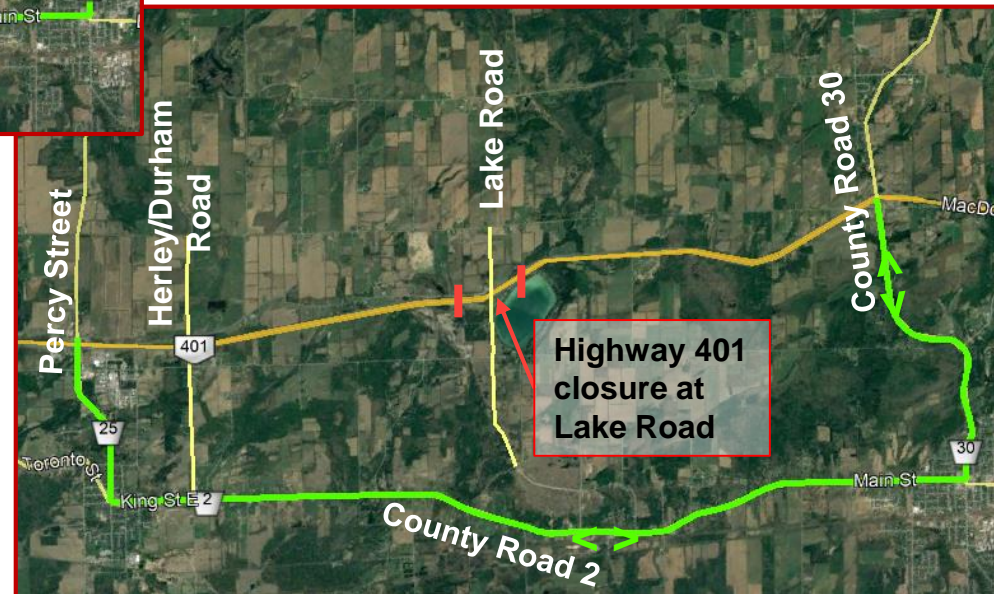 in St
Percy Street
Herley/Durham
Road
Lake Road
County Road 30
MacDo
401
Highway 401
closure at
Lake Road
25
Toronto St
King St E
2
County Road 2
Main St
30